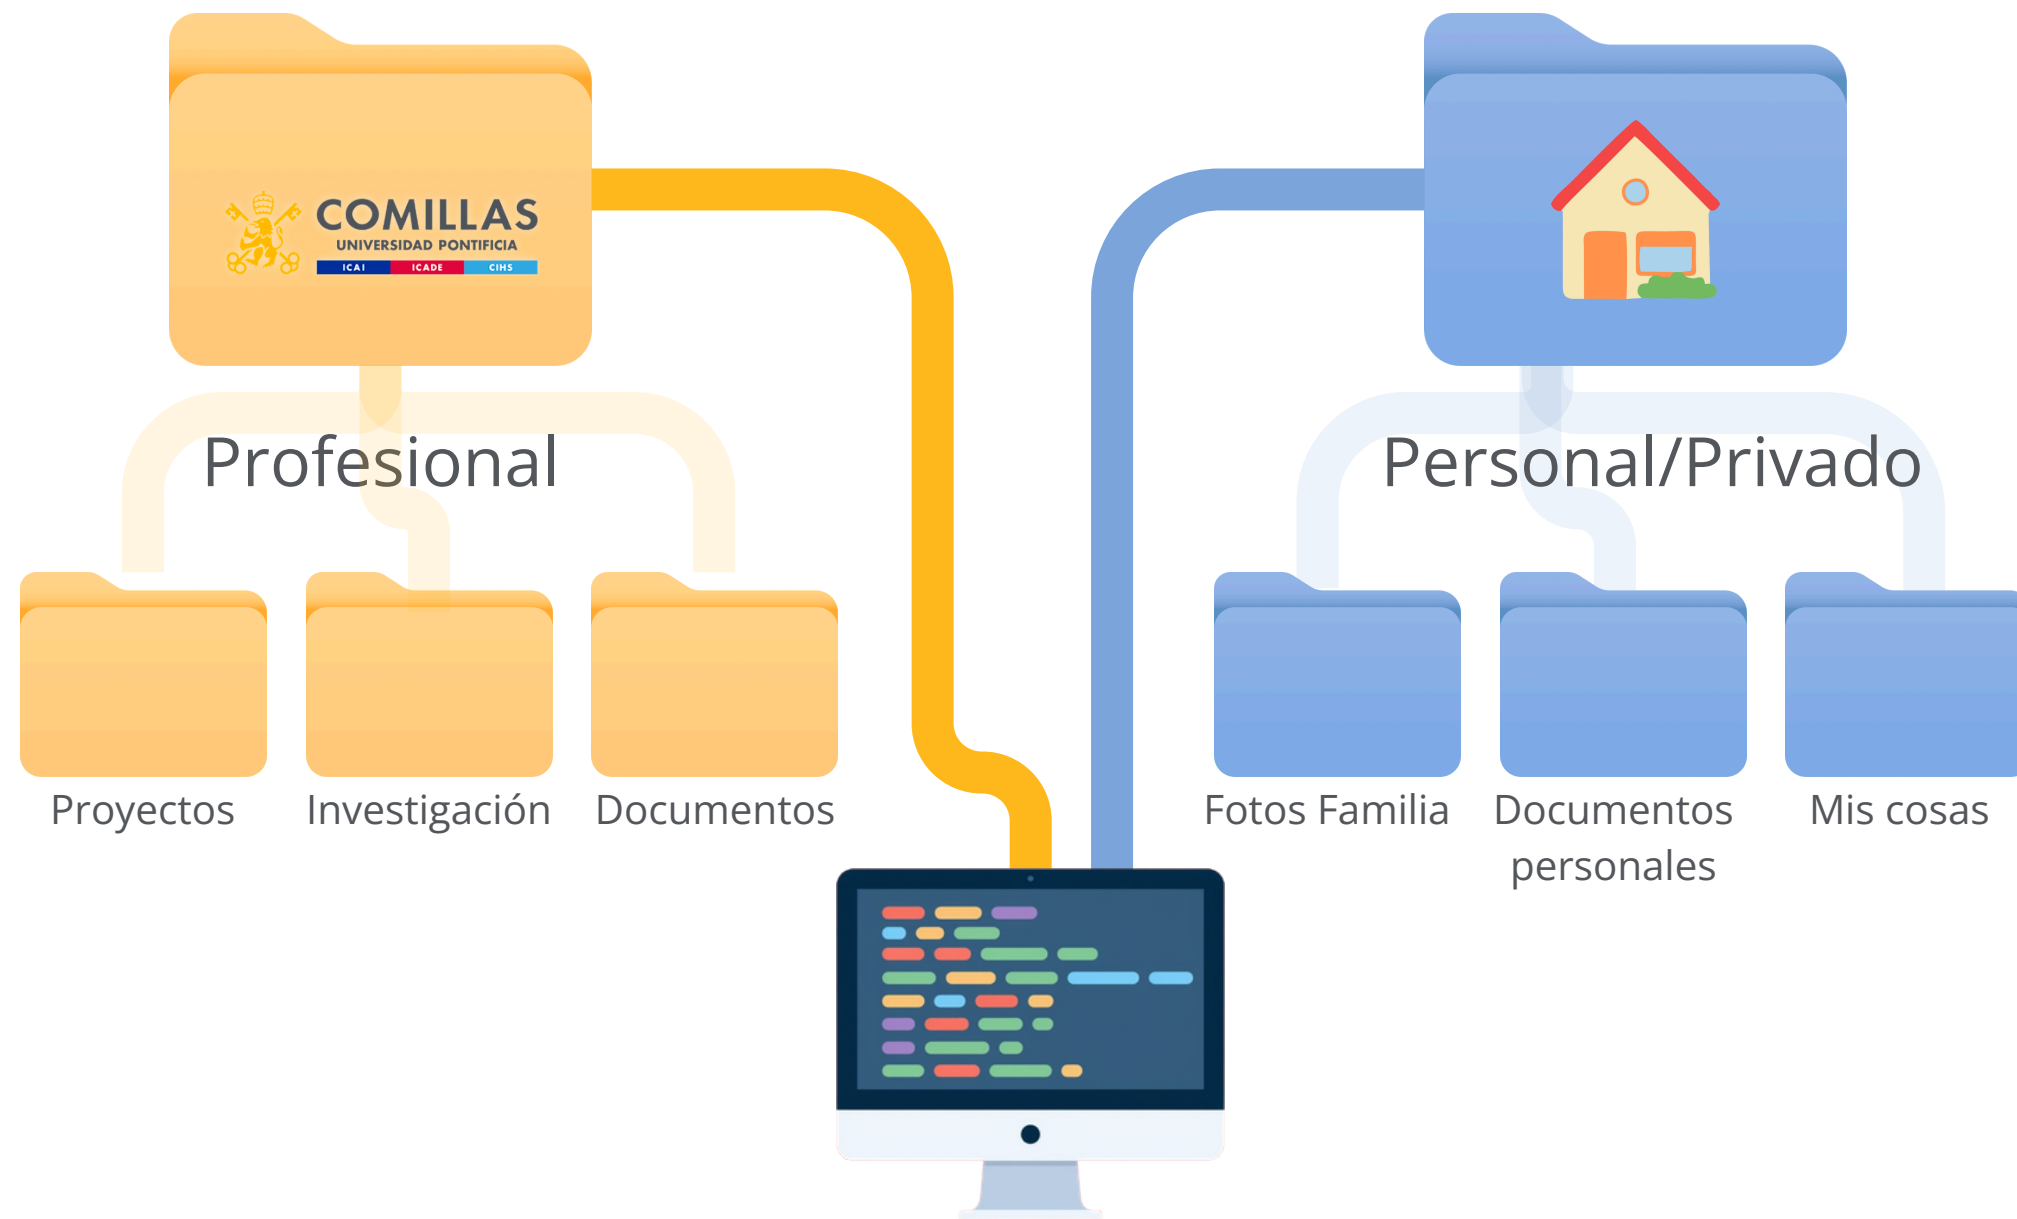 COMILLAS
UNIVERSIDAD PONTIFICIA
ICAI ICADE CIHS
Profesional
Personal/Privado
Proyectos
Investigación
Documentos
Fotos Familia
Documentos
personales
Mis cosas